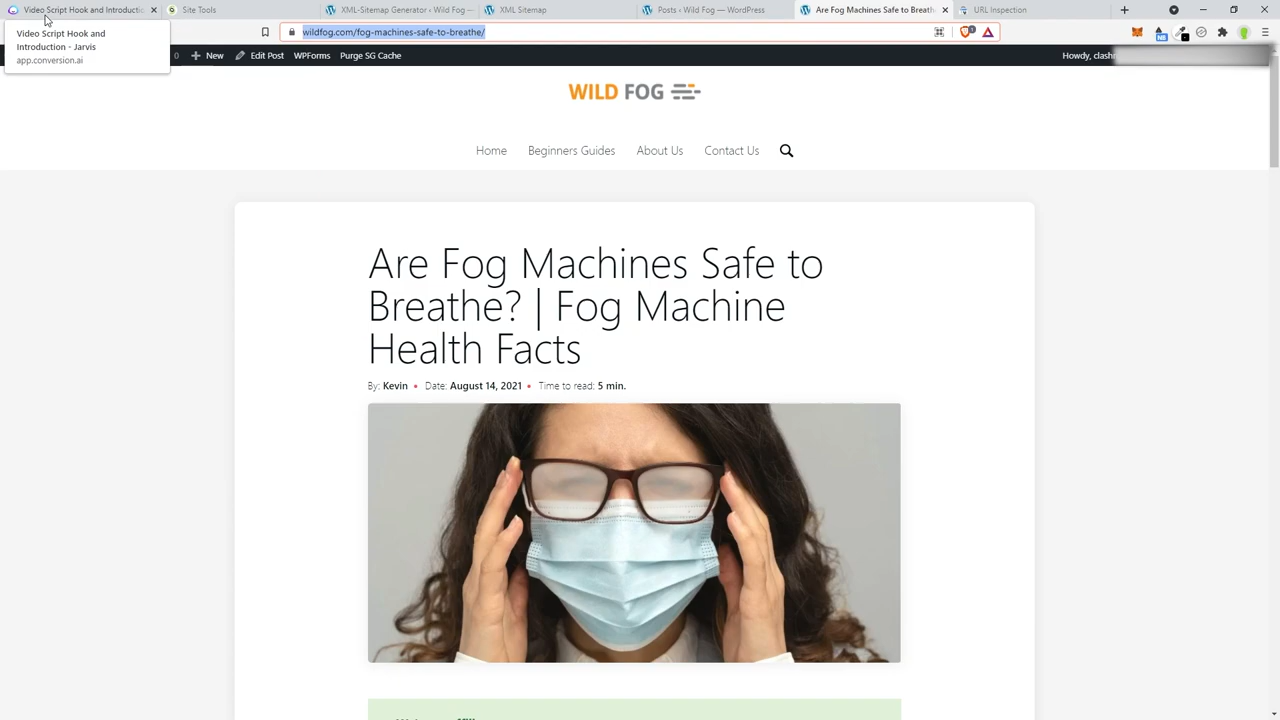 Video Script Hook and Introducti
Site Tools
XML-Sitemap Generator ‹ Wild Fog —
XML Sitemap
Posts ‹ Wild Fog — WordPress
Are Fog Machines Safe to Breath
URL Inspection
wildfog.com/fog-machines-safe-to-breathe/
Video Script Hook and
Introduction - Jarvis
app.conversion.ai
0
New
Edit Post
WPForms
Purge SG Cache
Howdy, clash
WILD FOG
Home
Beginners Guides
About Us
Contact Us
Are Fog Machines Safe to
Breathe? | Fog Machine
Health Facts
By: Kevin • Date: August 14, 2021 • Time to read: 5 min.